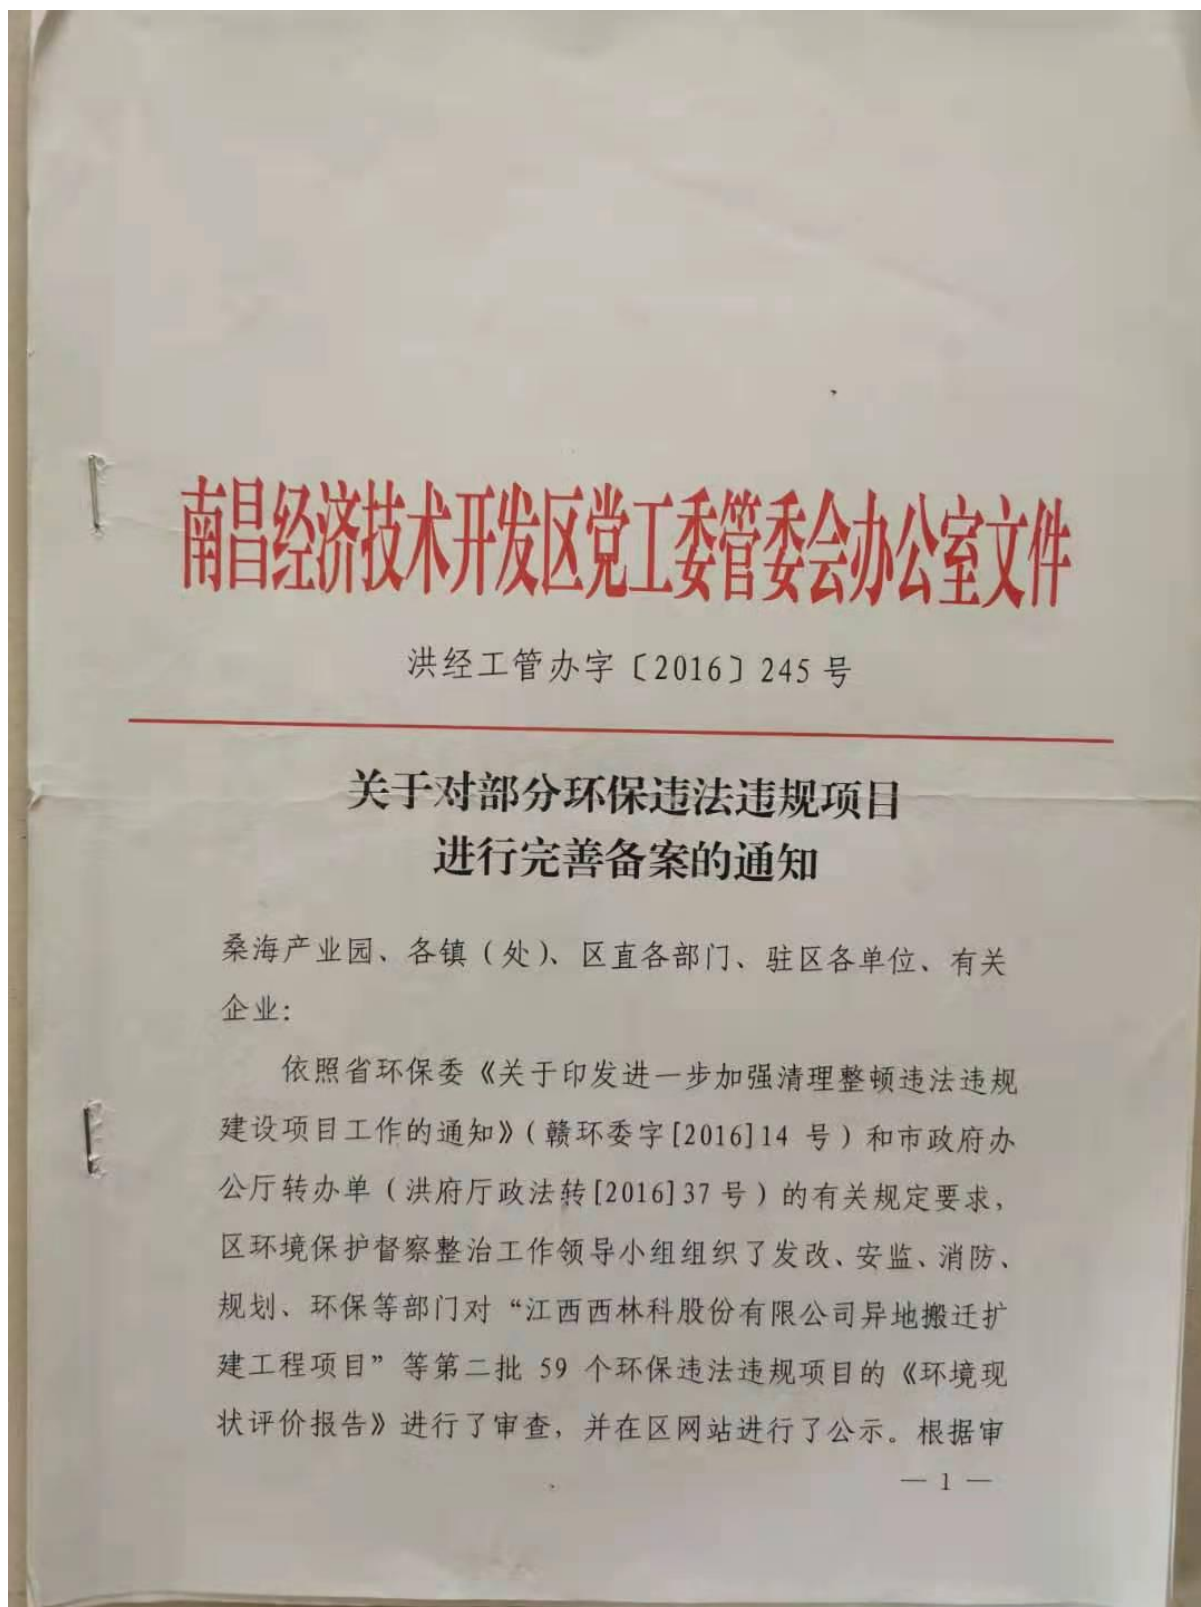 南昌经济技术开发区党工委管委会办公室文件
洪经工管办字〔2016〕245 号
关于对部分环保违法违规项目
进行完善备案的通知
桑海产业园、各镇（处）、区直各部门、驻区各单位、有关
企业：
依照省环保委《关于印发进一步加强清理整顿违法违规
建设项目工作的通知》（赣环委字[2016]14 号）和市政府办
公厅转办单（洪府厅政法转[2016]37 号）的有关规定要求，
区环境保护督察整治工作领导小组组织了发改、安监、消防、
规划、环保等部门对“江西西林科股份有限公司异地搬迁扩
建工程项目”等第二批 59 个环保违法违规项目的《环境现
状评价报告》进行了审查，并在区网站进行了公示。根据审
— 1 —